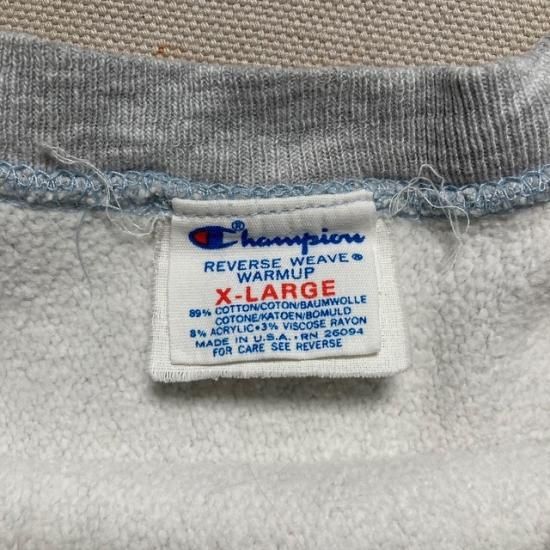 Champion®
REVERSE WEAVE®
WARMUP
X-LARGE
89% COTTON/COTON/BAUMWOLLE
COTONE/KATOEN/BOMULD
8% ACRYLIC•3% VISCOSE RAYON
MADE IN U.S.A.•RN 26094
FOR CARE SEE REVERSE